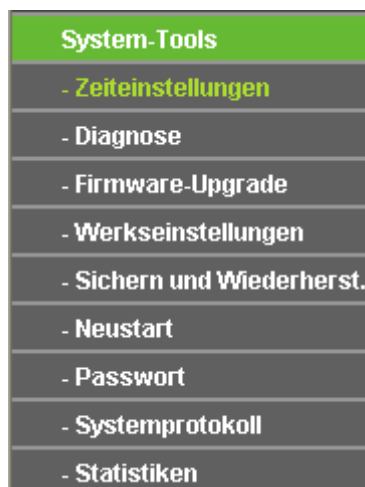 System-Tools
- Zeiteinstellungen
- Diagnose
- Firmware-Upgrade
- Werkseinstellungen
- Sichern und Wiederherst.
- Neustart
- Passwort
- Systemprotokoll
- Statistiken